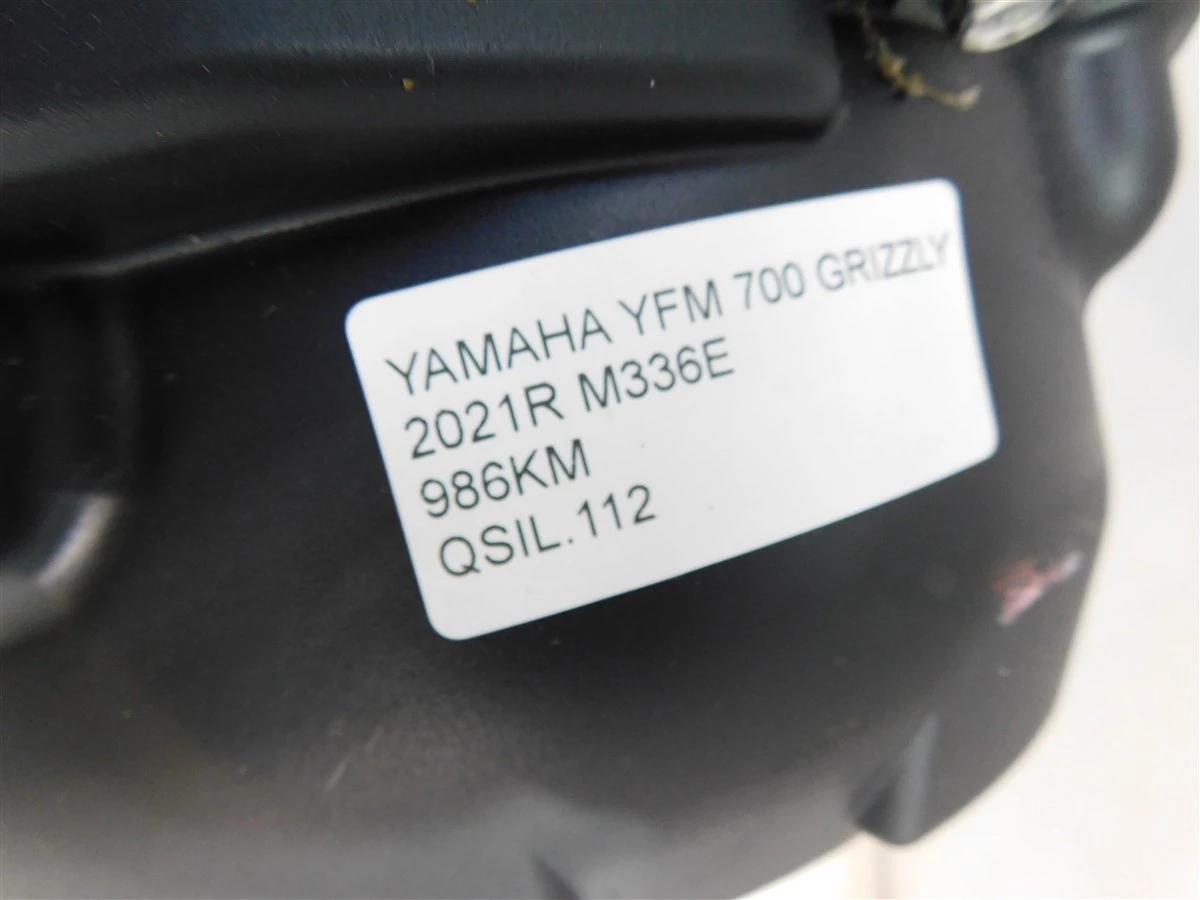 YAMAHA YFM 700 GRIZZLY
2021R M336E
986KM
QSIL.112